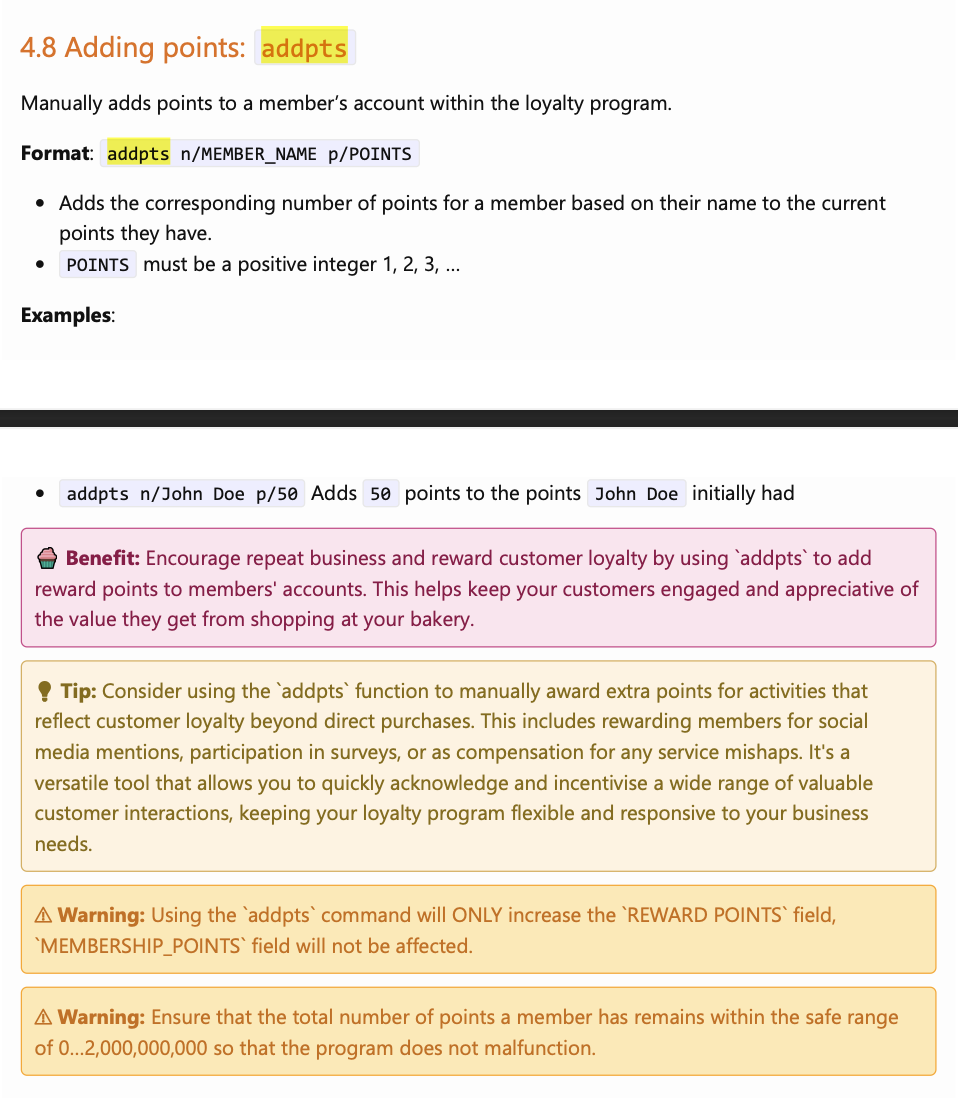 4.8 Adding points: addpts
Manually adds points to a member’s account within the loyalty program.
Format: addpts n/MEMBER_NAME p/POINTS
• Adds the corresponding number of points for a member based on their name to the current
points they have.
• POINTS must be a positive integer 1, 2, 3, …
Examples:
• addpts n/John Doe p/50 Adds 50 points to the points John Doe initially had
🧁 Benefit: Encourage repeat business and reward customer loyalty by using `addpts` to add
reward points to members' accounts. This helps keep your customers engaged and appreciative of
the value they get from shopping at your bakery.
Tip: Consider using the `addpts` function to manually award extra points for activities that
reflect customer loyalty beyond direct purchases. This includes rewarding members for social
media mentions, participation in surveys, or as compensation for any service mishaps. It's a
versatile tool that allows you to quickly acknowledge and incentivise a wide range of valuable
customer interactions, keeping your loyalty program flexible and responsive to your business
needs.
⚠ Warning: Using the `addpts` command will ONLY increase the `REWARD POINTS` field,
`MEMBERSHIP_POINTS` field will not be affected.
⚠ Warning: Ensure that the total number of points a member has remains within the safe range
of 0...2,000,000,000 so that the program does not malfunction.